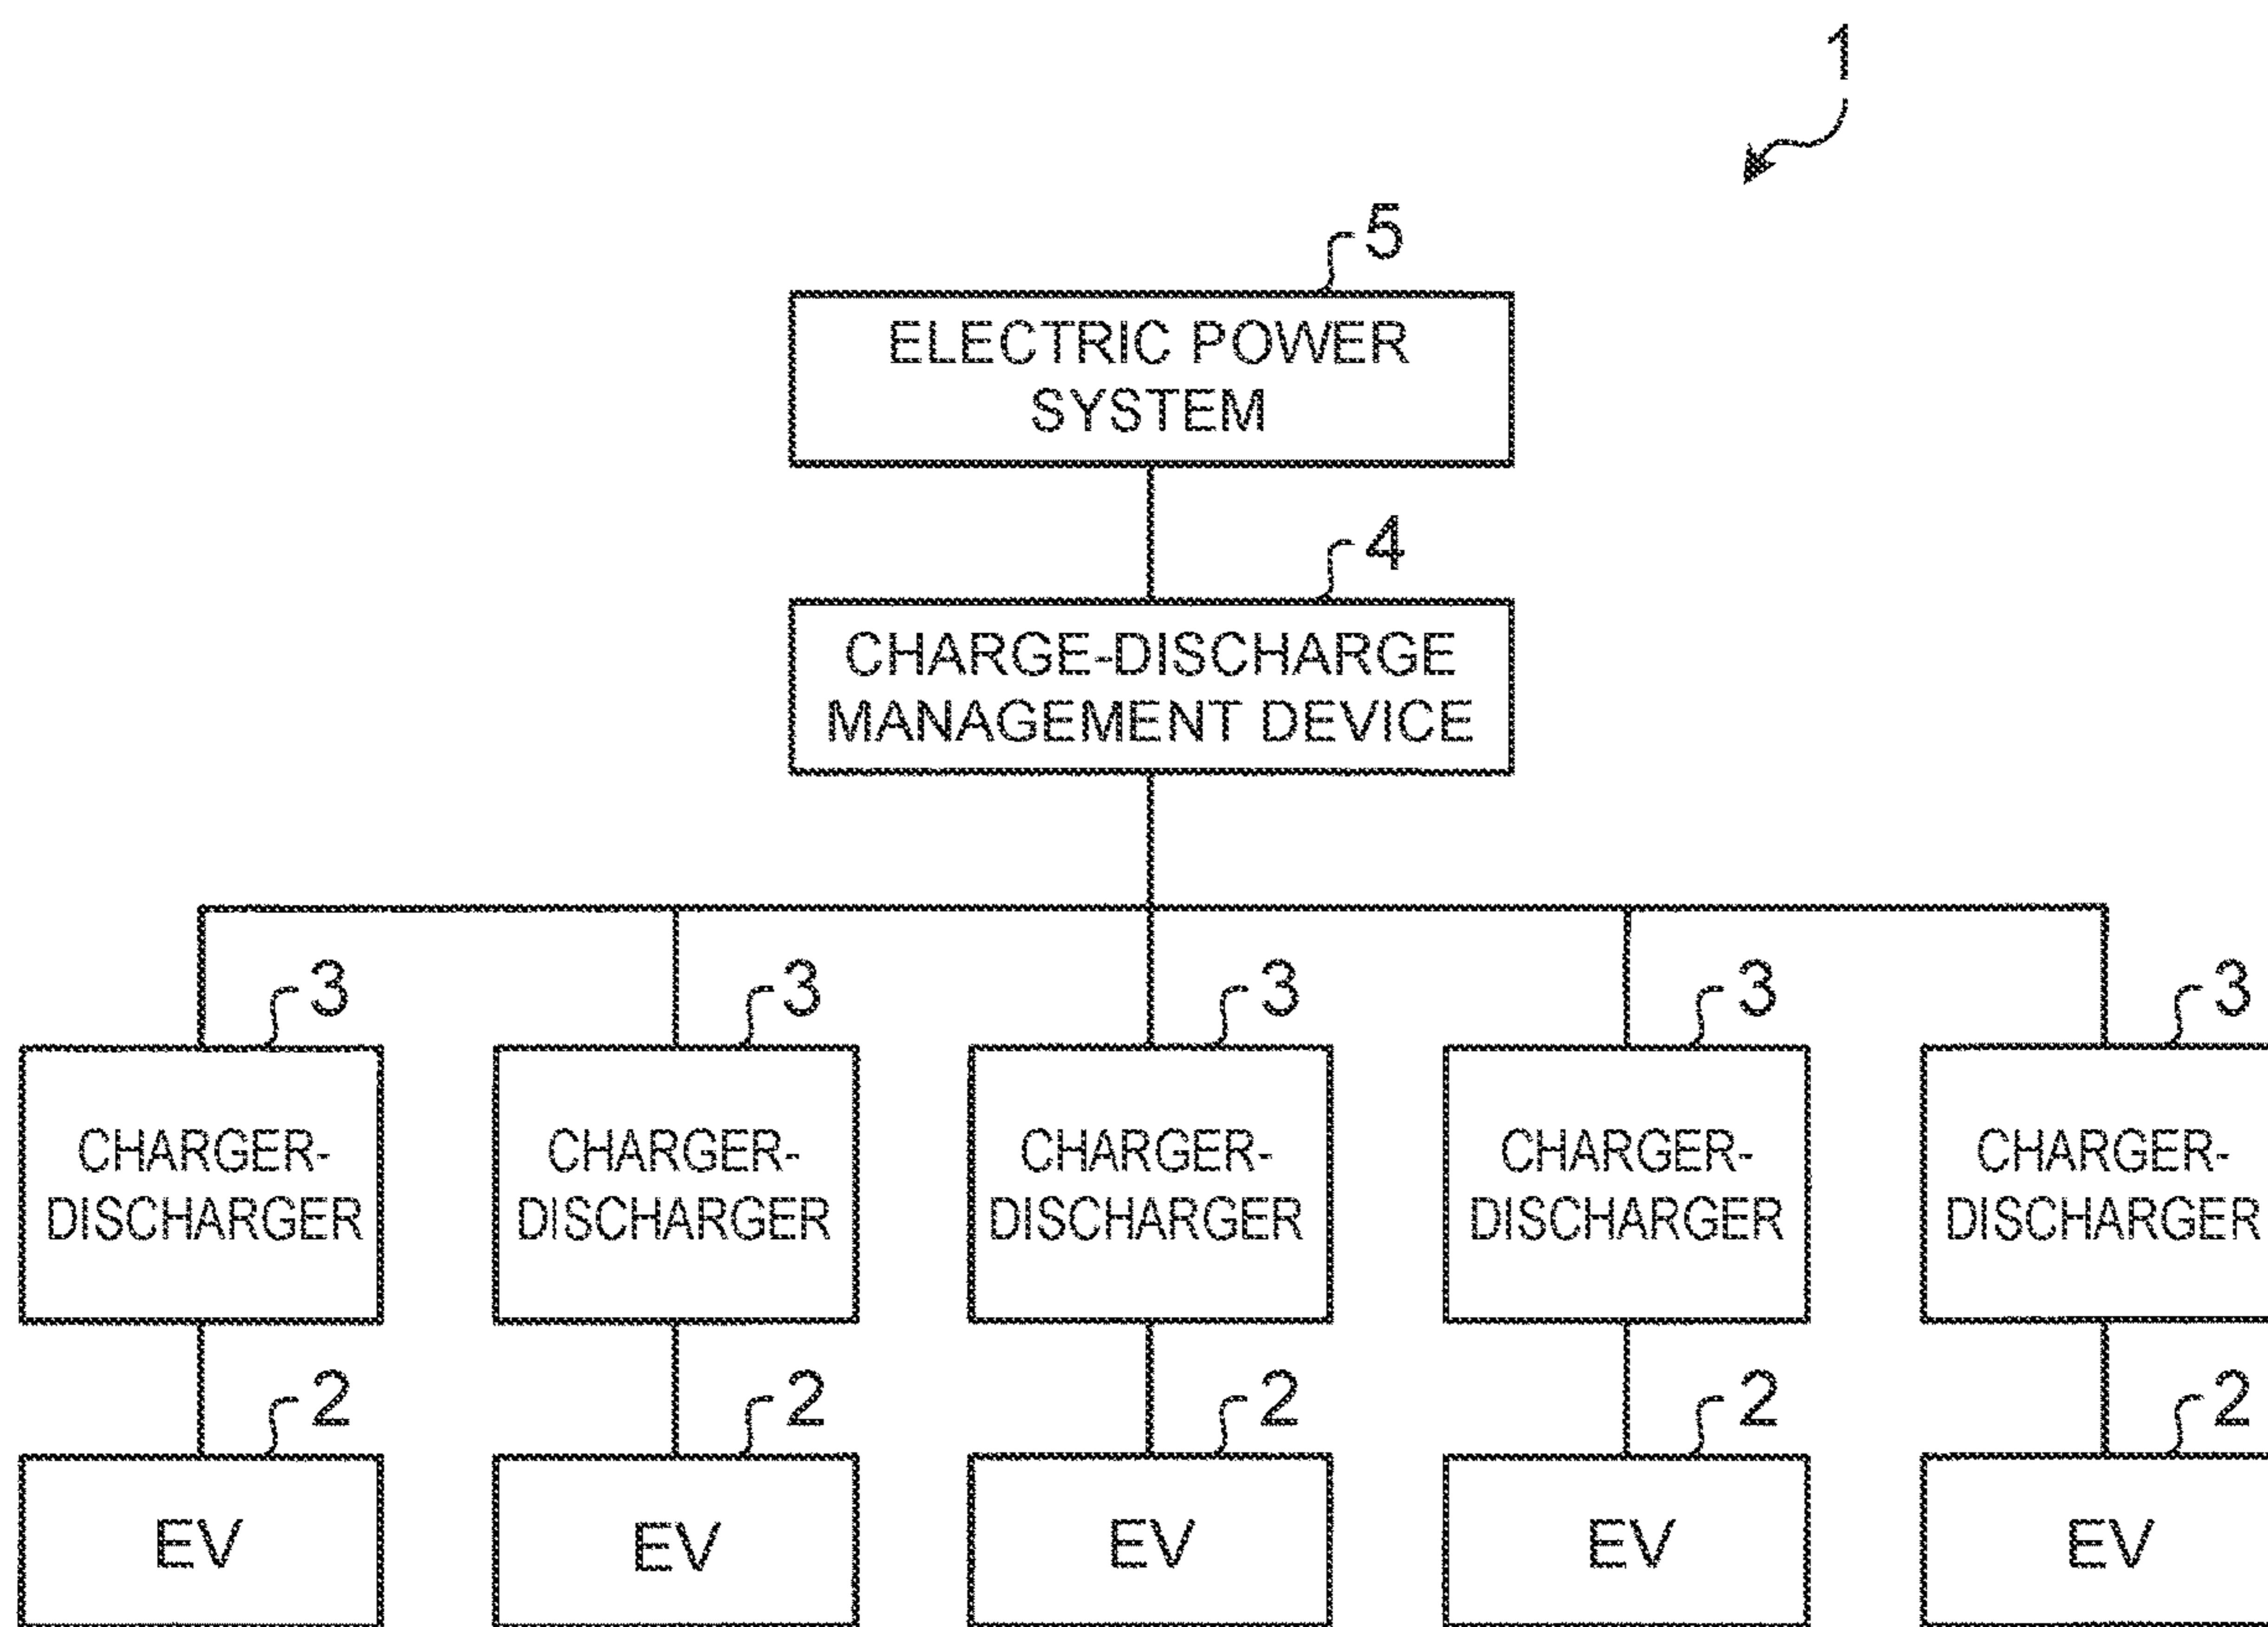 1
5
ELECTRIC POWER
SYSTEM
4
CHARGE-DISCHARGE
MANAGEMENT DEVICE
3 3 3 3 3
CHARGER- CHARGER- CHARGER- CHARGER- CHARGER-
DISCHARGER DISCHARGER DISCHARGER DISCHARGER DISCHARGER
2 2 2 2 2
EV EV EV EV EV